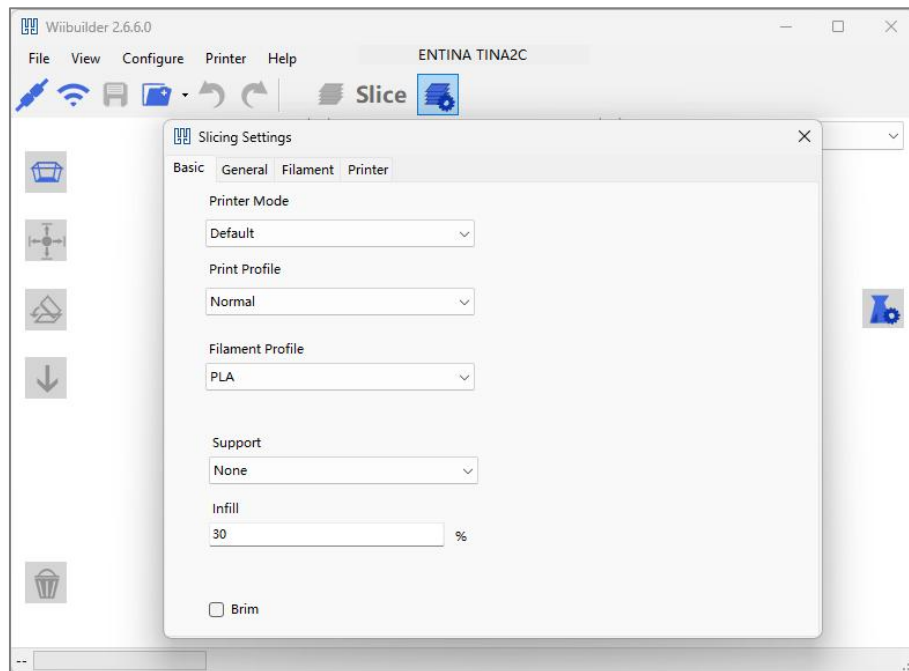 Wiibuilder 2.6.6.0
File View Configure Printer Help ENTINA TINA2C
Slice
Slicing Settings
Basic General Filament Printer
Printer Mode
Default
Print Profile
Normal
Filament Profile
PLA
Support
None
Infill
30 %
Brim
--